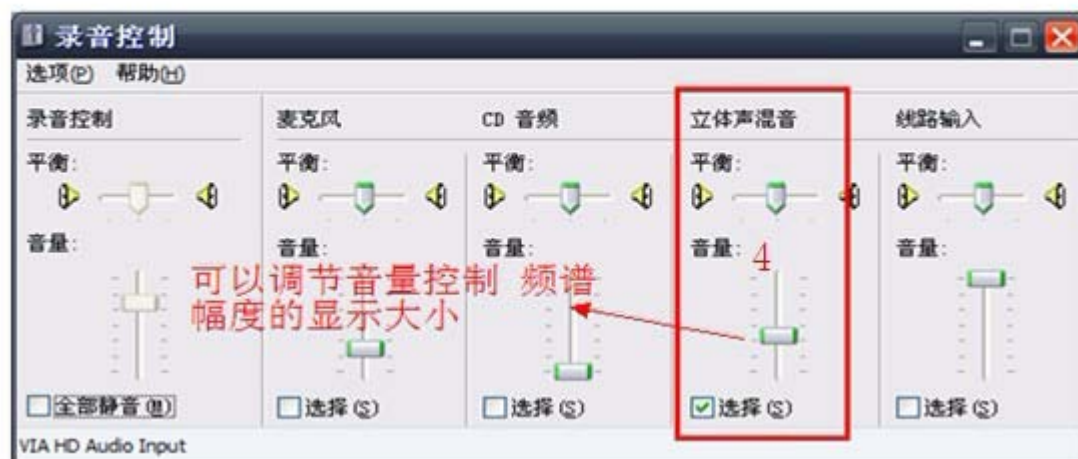 录音控制
选项(P) 帮助(H)
录音控制 麦克风 CD 音频 立体声混音 线路输入
平衡: 平衡: 平衡: 平衡: 平衡:
音量: 音量: 音量: 音量: 音量:
4
可以调节音量控制 频谱
幅度的显示大小
全部静音(M) 选择(S) 选择(S) 选择(S) 选择(S)
VIA HD Audio Input